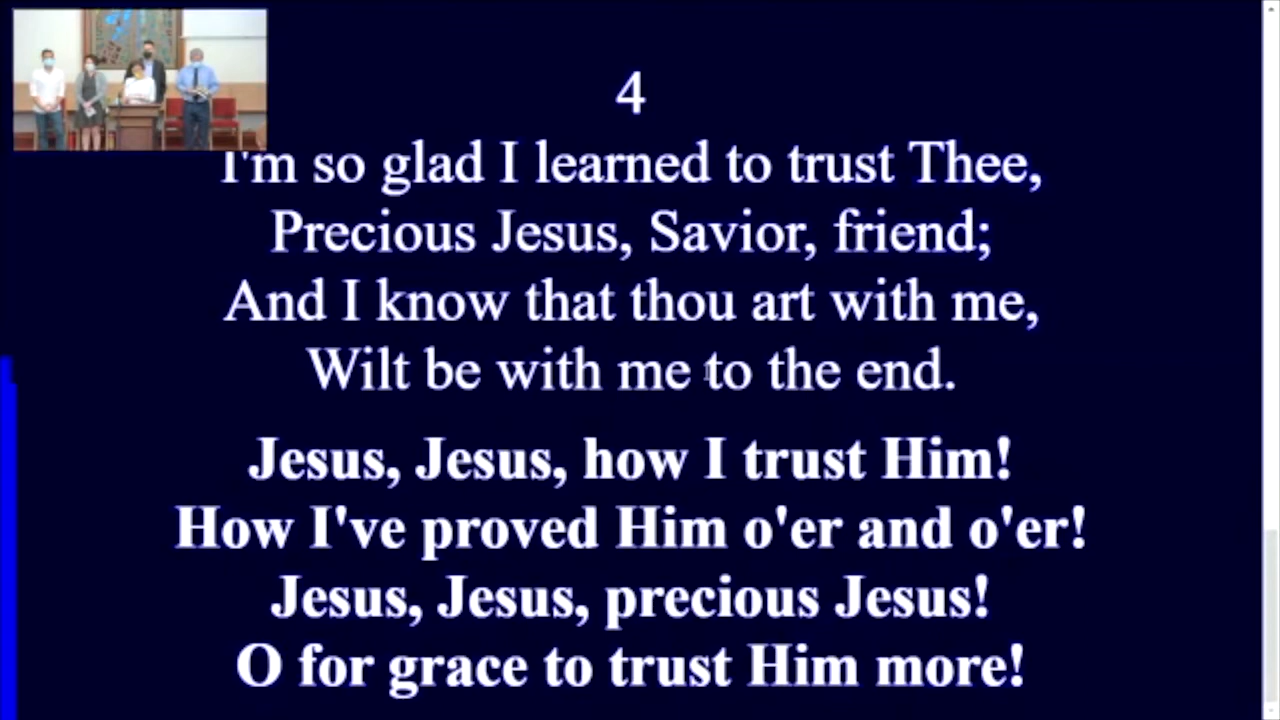 4
I'm so glad I learned to trust Thee,
Precious Jesus, Savior, friend;
And I know that thou art with me,
Wilt be with me to the end.
Jesus, Jesus, how I trust Him!
How I've proved Him o'er and o'er!
Jesus, Jesus, precious Jesus!
O for grace to trust Him more!